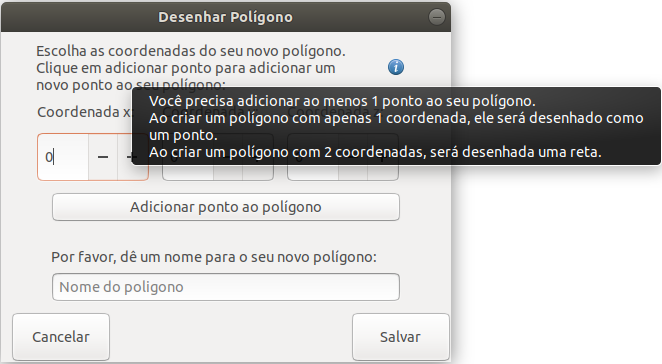 Desenhar Polígono
Escolha as coordenadas do seu novo polígono.
Clique em adicionar ponto para adicionar um
novo ponto ao seu polígono:
Coordenada x:
Você precisa adicionar ao menos 1 ponto ao seu polígono.
Ao criar um polígono com apenas 1 coordenada, ele será desenhado como
um ponto.
Ao criar um polígono com 2 coordenadas, será desenhada uma reta.
0
Adicionar ponto ao polígono
Por favor, dê um nome para o seu novo polígono:
Nome do poligono
Cancelar
Salvar